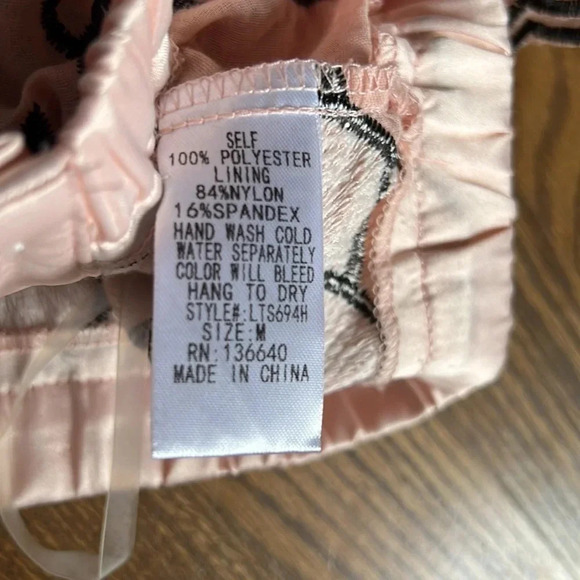 SELF
100% POLYESTER
LINING
84%NYLON
16%SPANDEX
HAND WASH COLD
WATER SEPARATELY
COLOR WILL BLEED
HANG TO DRY
STYLE#:LTS694H
SIZE:M
RN:136640
MADE IN CHINA